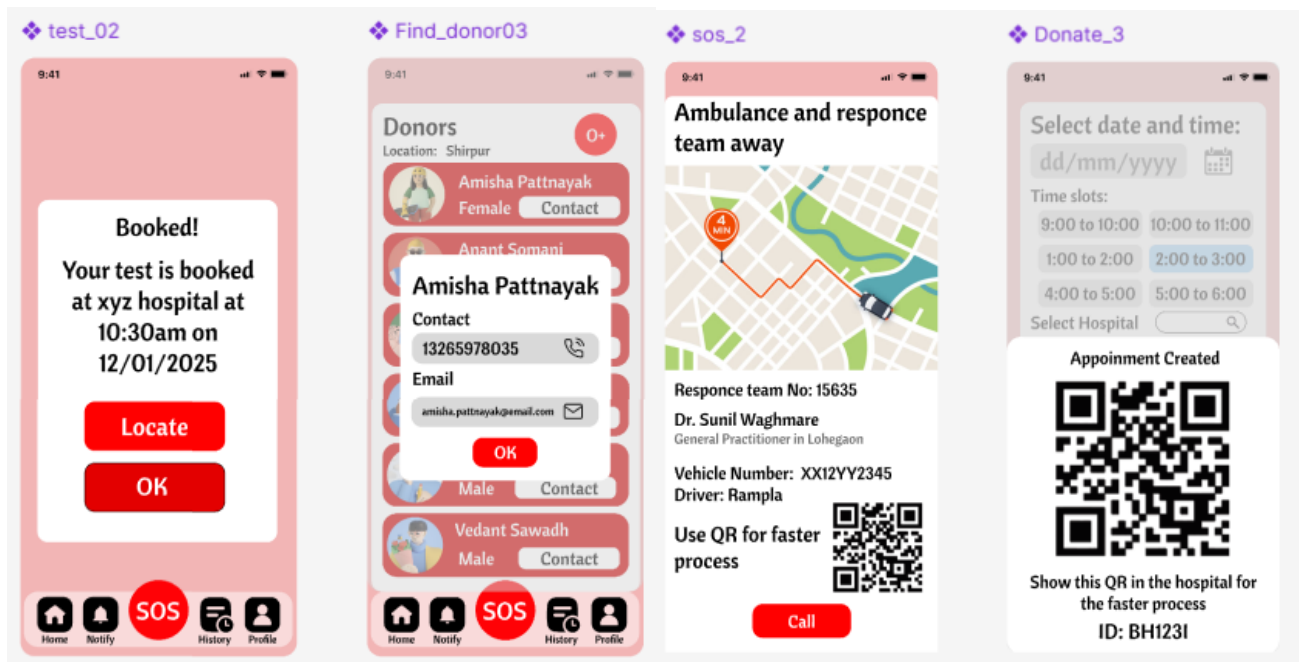 test_02
9:41
Booked!
Your test is booked
at xyz hospital at
10:30am on
12/01/2025
Locate
OK
Home
Notify
SOS
History
Profile
Find_donor03
9:41
Donors
O+
Location: Shirpur
Amisha Pattnayak
Female
Contact
Anant Somani
Amisha Pattnayak
Contact
13265978035
Email
amisha.pattnayak@email.com
OK
Male
Contact
Vedant Sawadh
Male
Contact
Home
Notify
SOS
History
Profile
sos_2
9:41
Ambulance and responce
team away
4
MIN
Responce team No: 15635
Dr. Sunil Waghmare
General Practitioner in Lohegaon
Vehicle Number: XX12YY2345
Driver: Rampla
Use QR for faster
process
Call
Donate_3
9:41
Select date and time:
dd/mm/yyyy
Time slots:
9:00 to 10:00
10:00 to 11:00
1:00 to 2:00
2:00 to 3:00
4:00 to 5:00
5:00 to 6:00
Select Hospital
Appoinment Created
Show this QR in the hospital for
the faster process
ID: BH123I